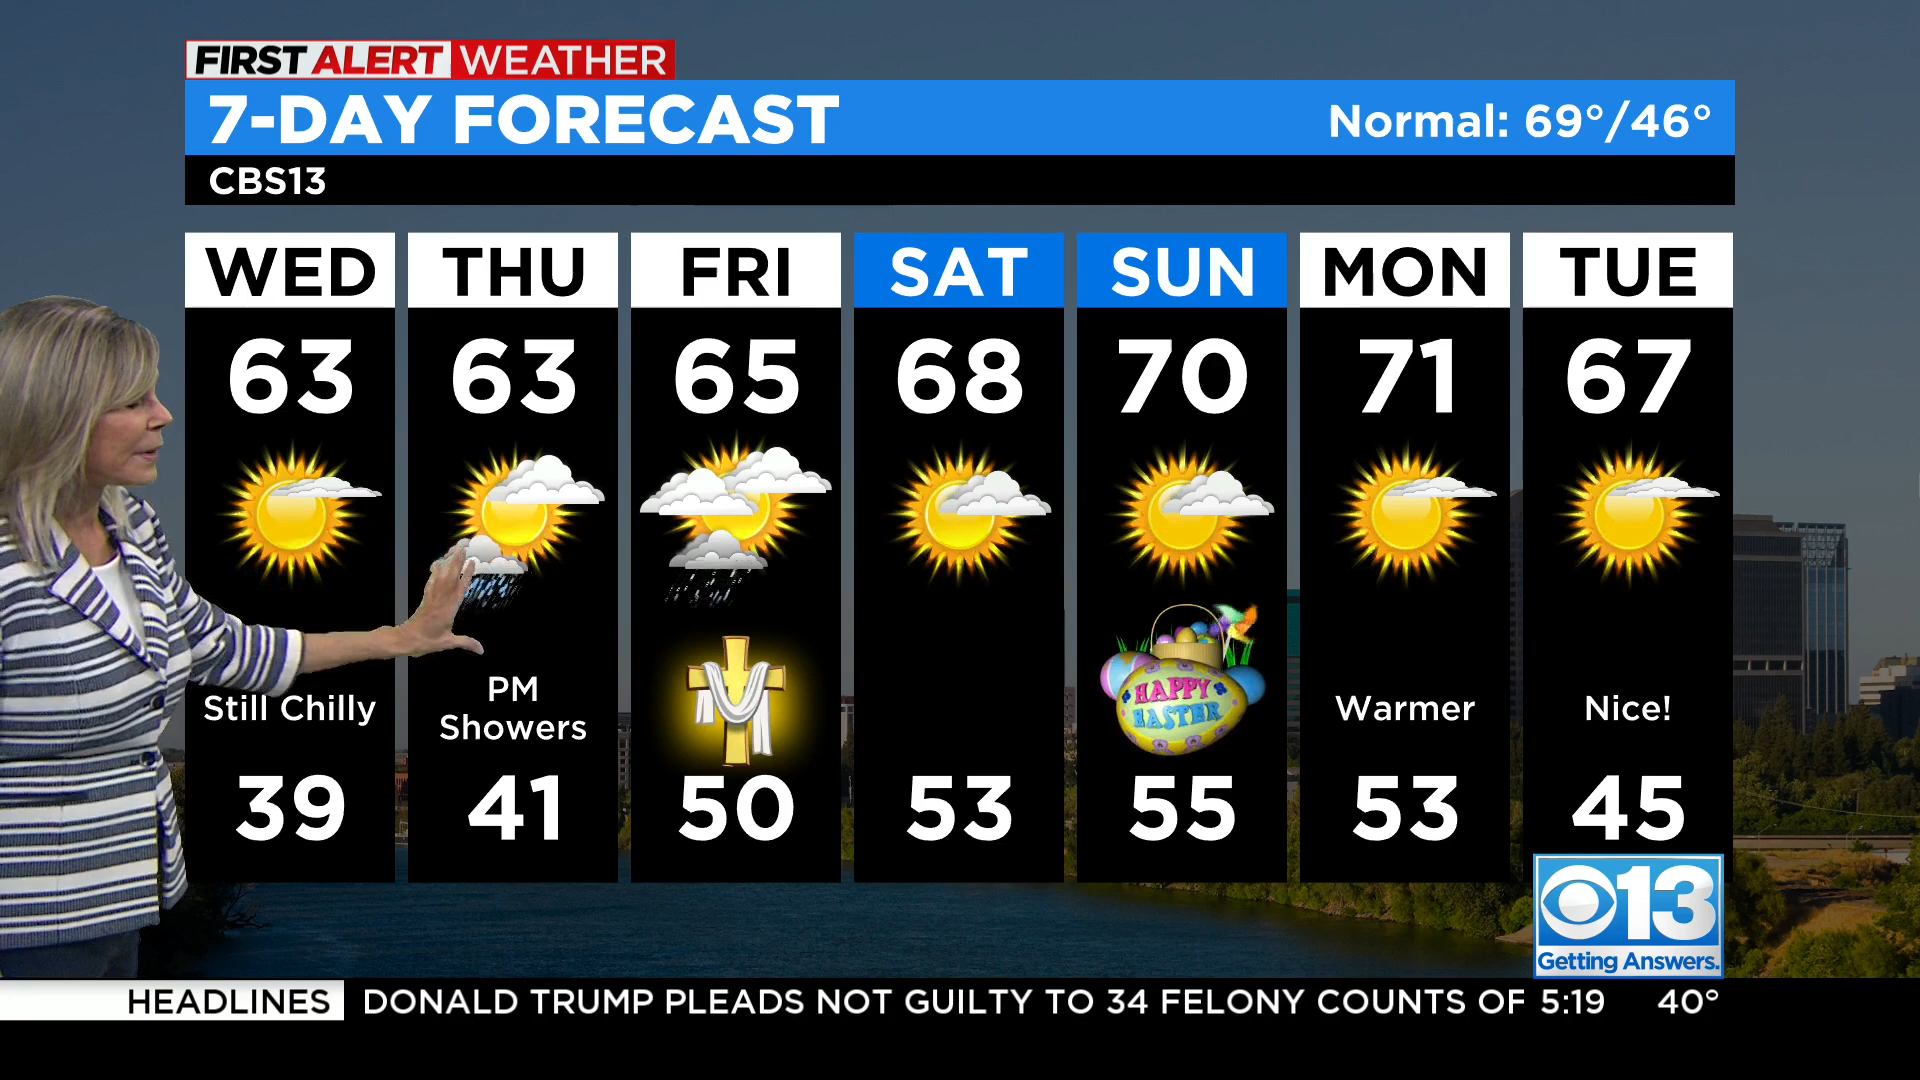 FIRST ALERT WEATHER
7-DAY FORECAST
Normal: 69°/46°
CBS13
WED THU FRI SAT SUN MON TUE
63 63 65 68 70 71 67
HAPPY
EASTER
Still Chilly
PM
Showers
Warmer
Nice!
39 41 50 53 55 53 45
13
Getting Answers.
HEADLINES DONALD TRUMP PLEADS NOT GUILTY TO 34 FELONY COUNTS OF 5:19 40°